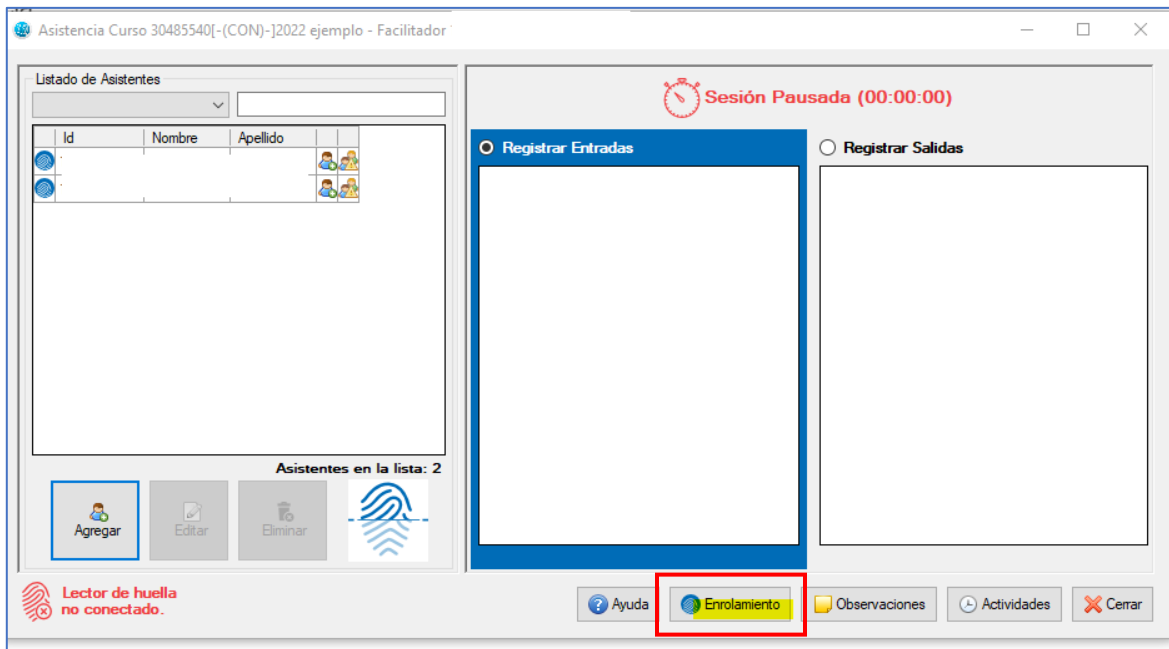 Asistencia Curso 30485540[-(CON)-]2022 ejemplo - Facilitador
Listado de Asistentes
Id Nombre Apellido
Asistentes en la lista: 2
Agregar Editar Eliminar
Lector de huella
no conectado.
Sesión Pausada (00:00:00)
Registrar Entradas Registrar Salidas
Ayuda Enrolamiento Observaciones Actividades Cerrar